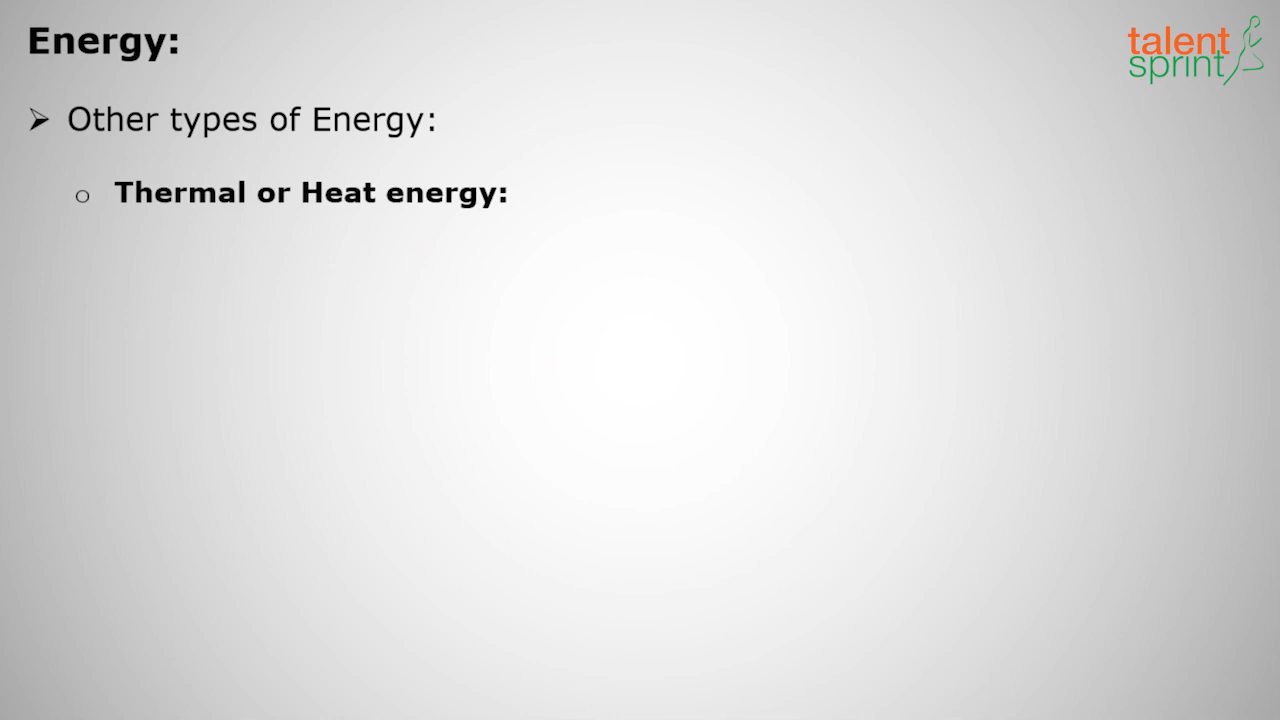 Energy:
talent
sprint
➢ Other types of Energy:
o Thermal or Heat energy: